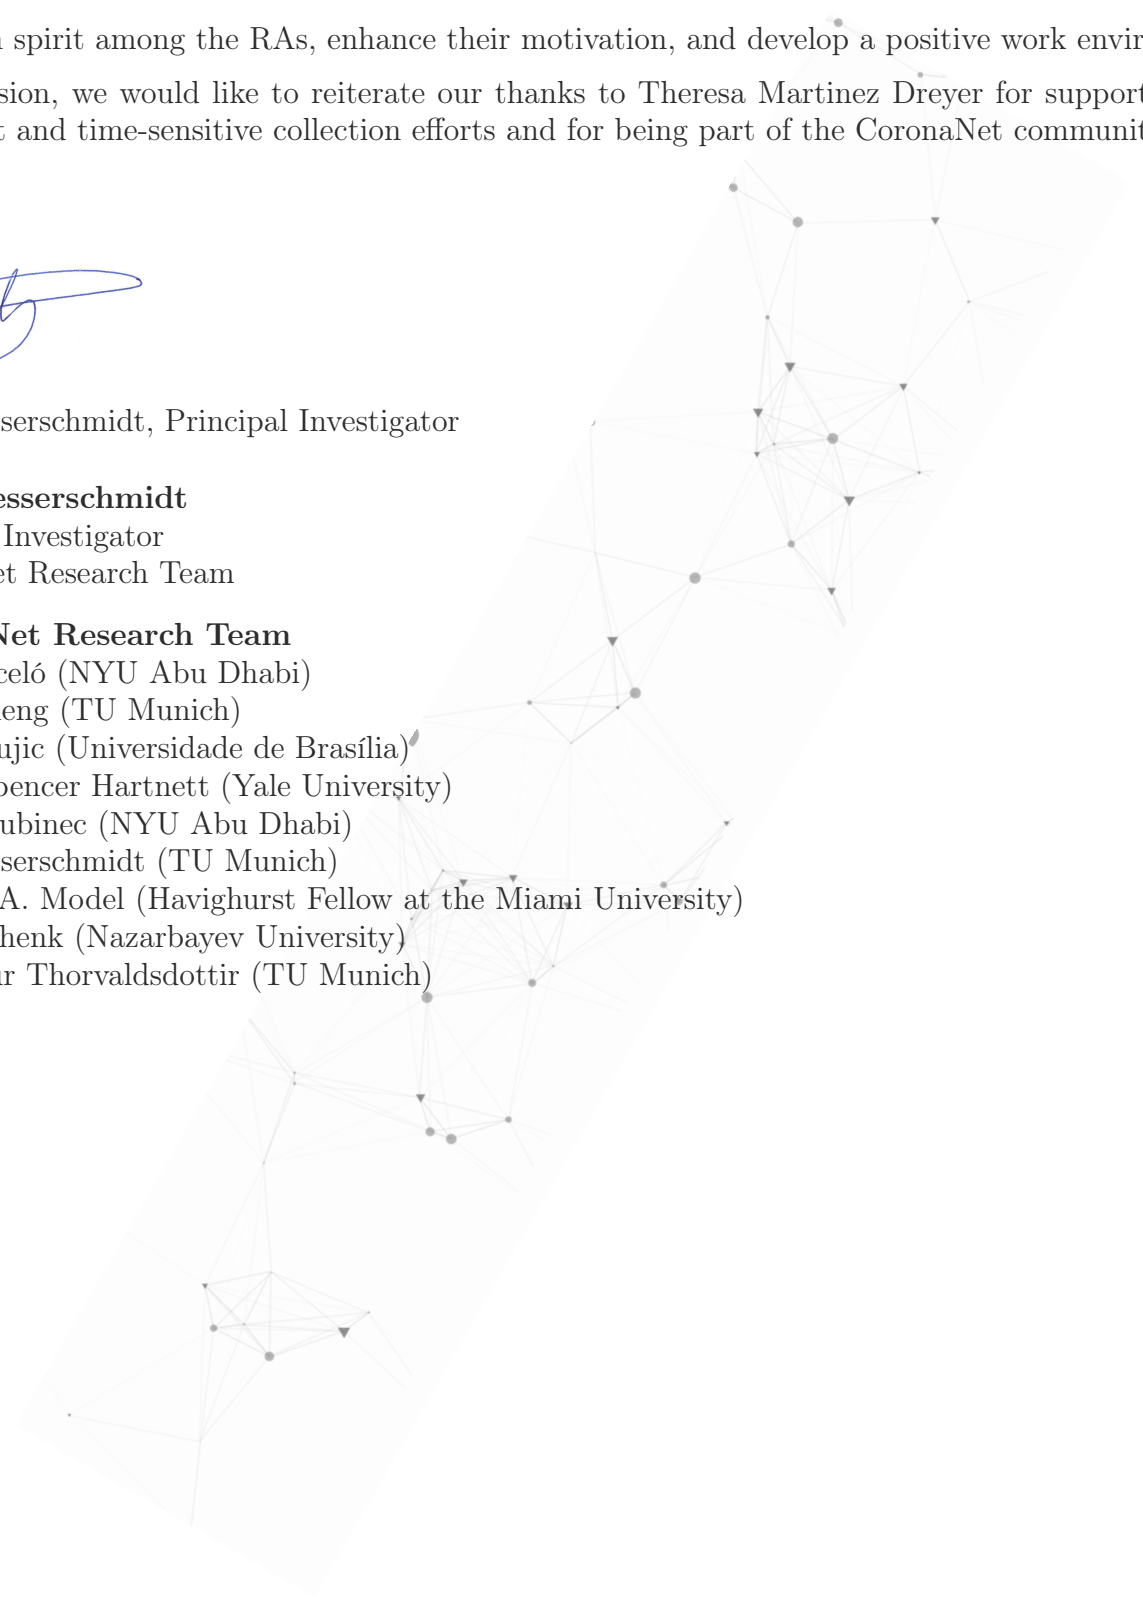 spirit among the RAs, enhance their motivation, and develop a positive work
we would like to reiterate our thanks to Theresa Martinez Dreyer for
and time-sensitive collection efforts and for being part of the CoronaNet
serschmidt, Principal Investigator
esserschmidt
Investigator
et Research Team
Net Research Team
celó (NYU Abu Dhabi)
eng (TU Munich)
ujic (Universidade de Brasília)
pencer Hartnett (Yale University)
ubinec (NYU Abu Dhabi)
serschmidt (TU Munich)
A. Model (Havighurst Fellow at the Miami University)
henk (Nazarbayev University)
ur Thorvaldsdottir (TU Munich)